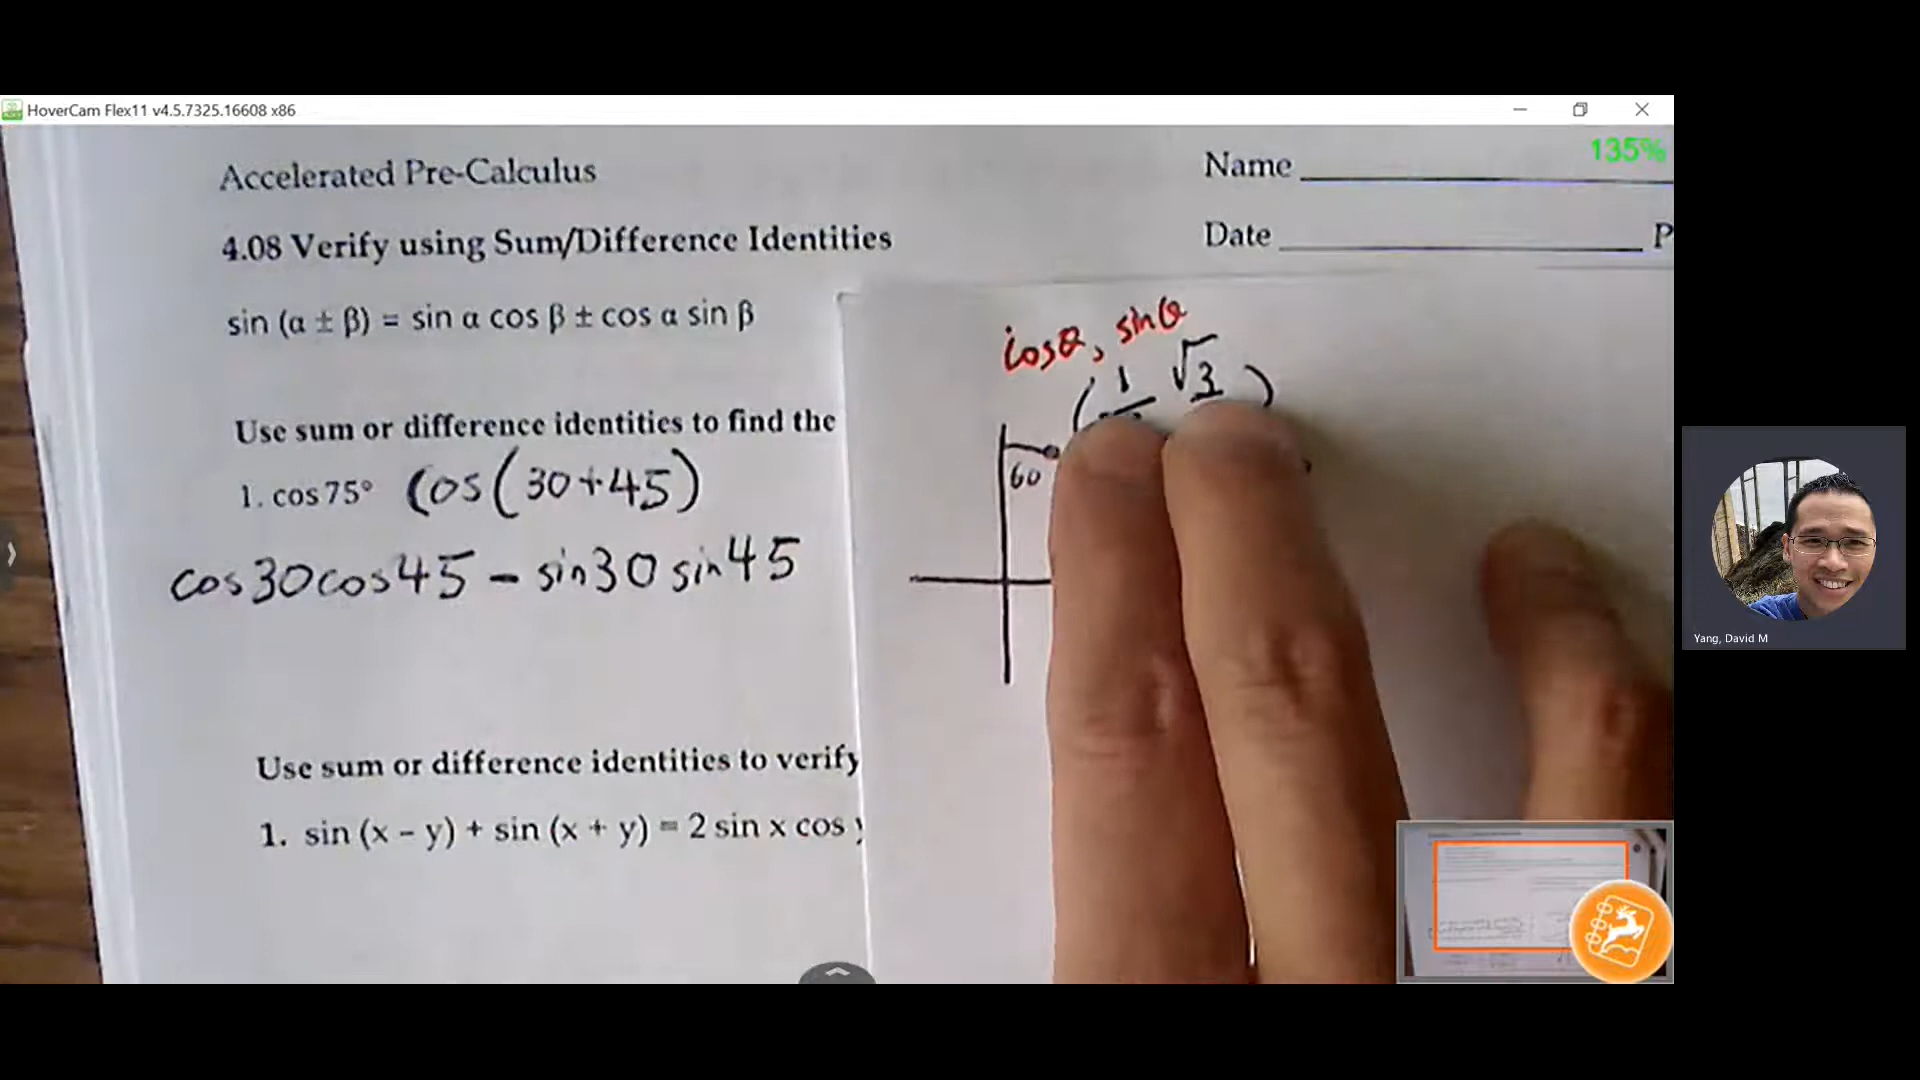 HoverCam Flex11 v4.5.7325.16608 x86
135%
Accelerated Pre-Calculus
Name
4.08 Verify using Sum/Difference Identities
Date P
sin (α ± β) = sin α cos β ± cos α sin β
cosθ, sinθ
(1 √3)
60
Use sum or difference identities to find the
1. cos 75° cos(30+45)
cos30cos45 - sin30 sin45
Use sum or difference identities to verify
1. sin (x - y) + sin (x + y) = 2 sin x cos y
Yang, David M